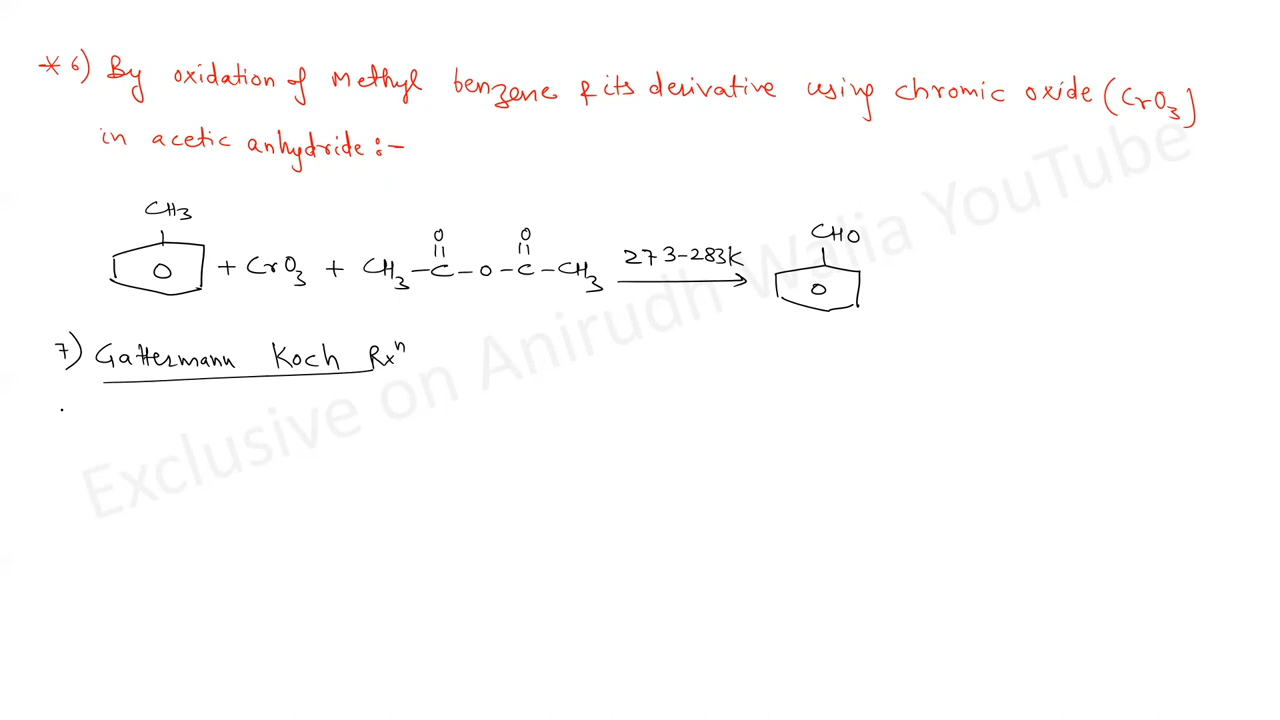 * 6) By oxidation of Methyl benzene & its derivative using chromic oxide (CrO3)
in acetic anhydride :-
CH3 + CrO3 + CH3-C(=O)-O-C(=O)-CH3 273-283K → CHO
7) Gattermann Koch Rxn
Exclusive on Anirudh Walia YouTube